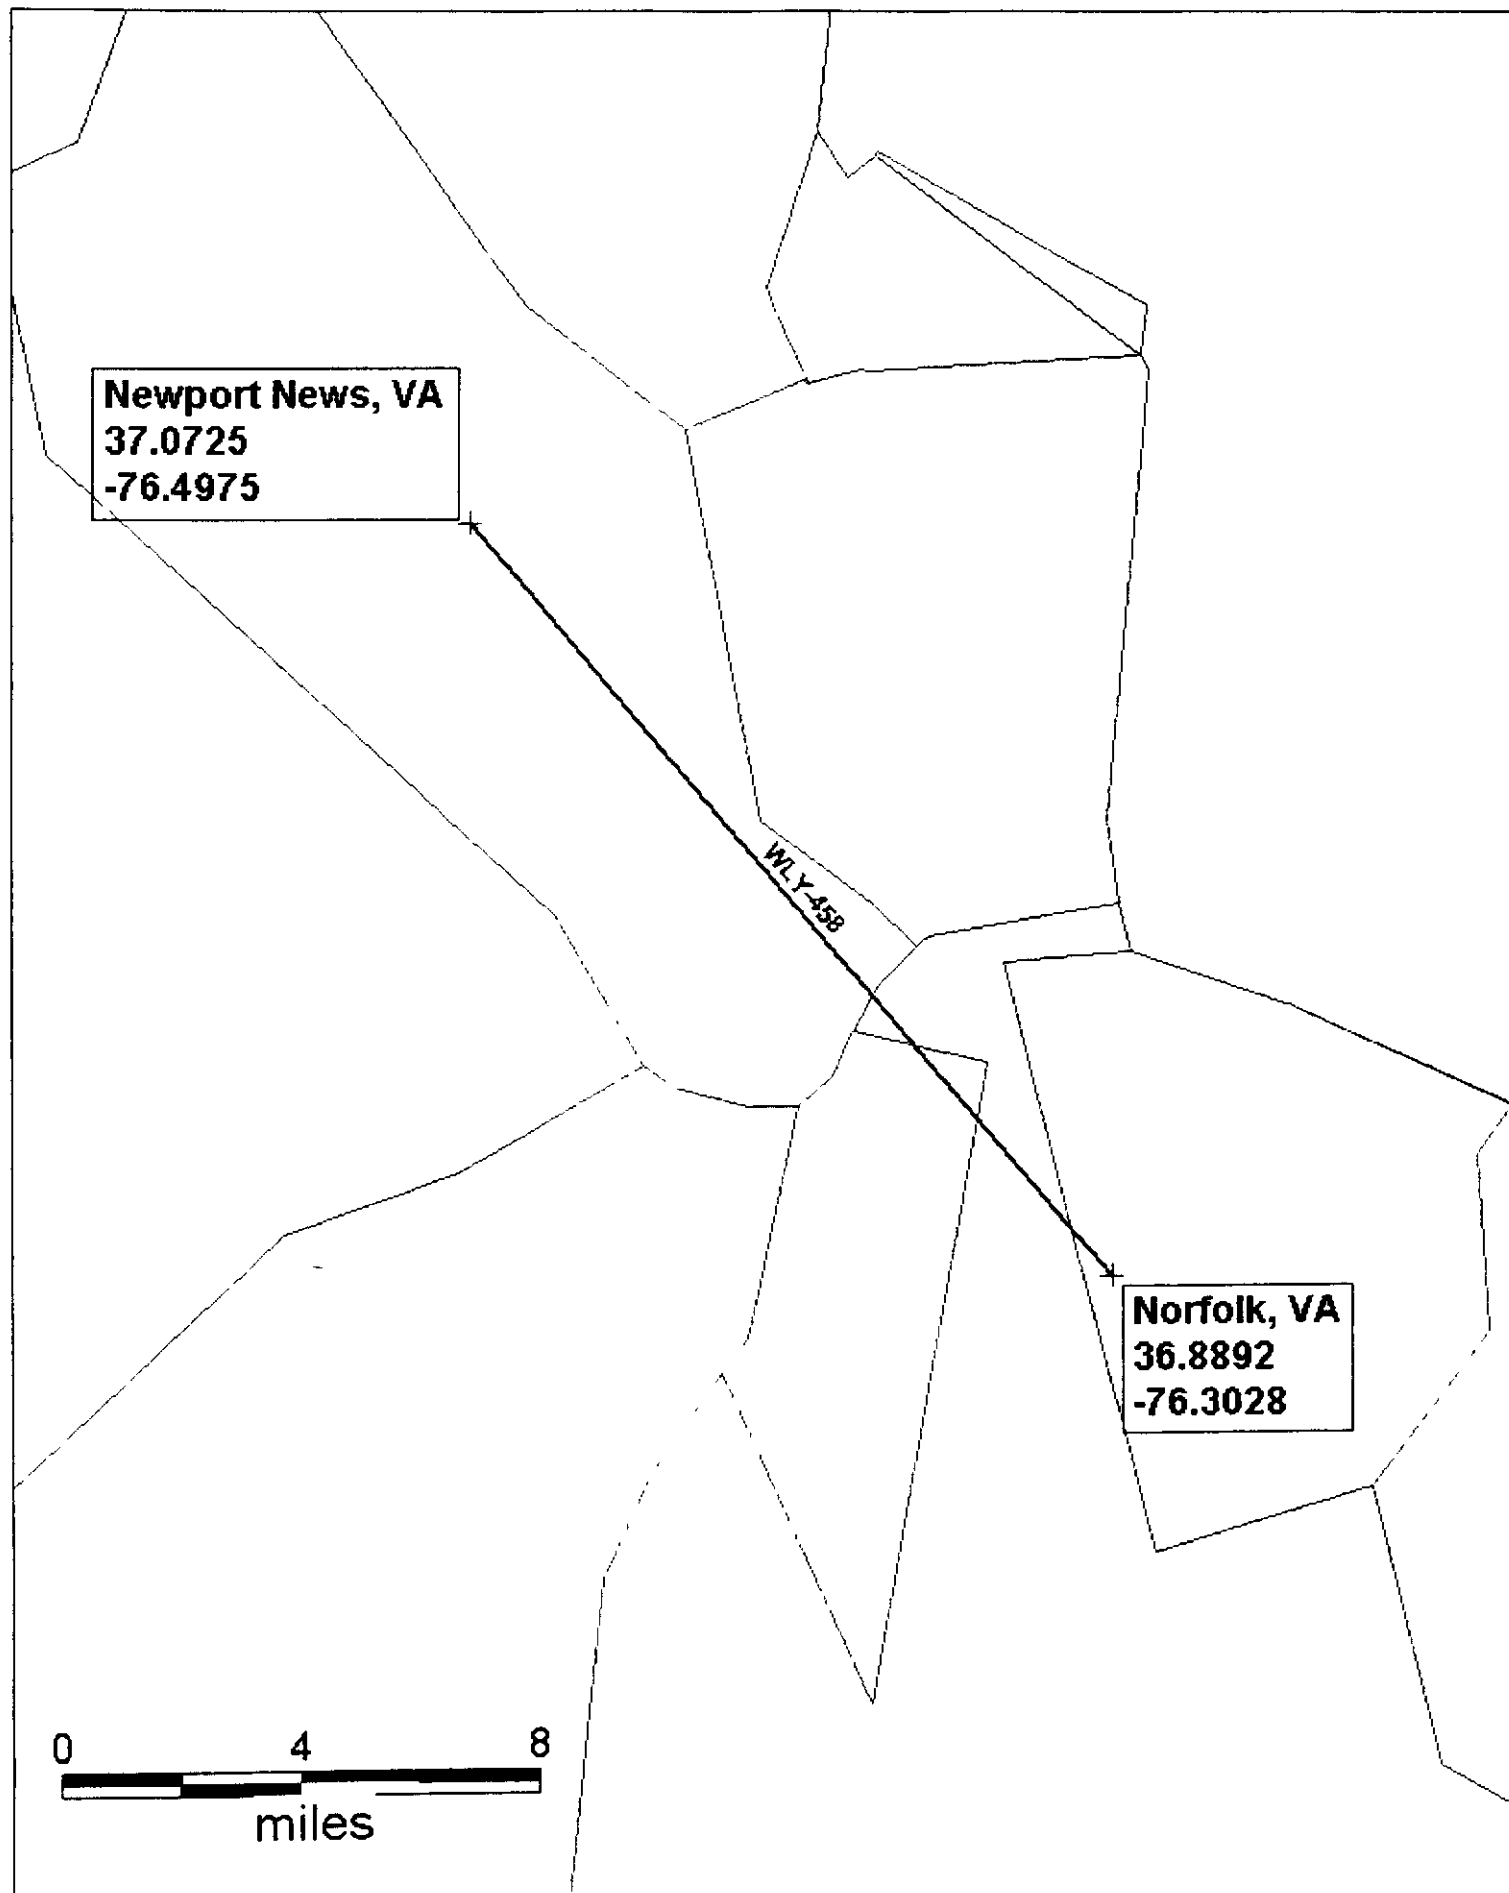 Newport News, VA
37.0725
-76.4975
WLY-458
Norfolk, VA
36.8892
-76.3028
0 4 8
miles